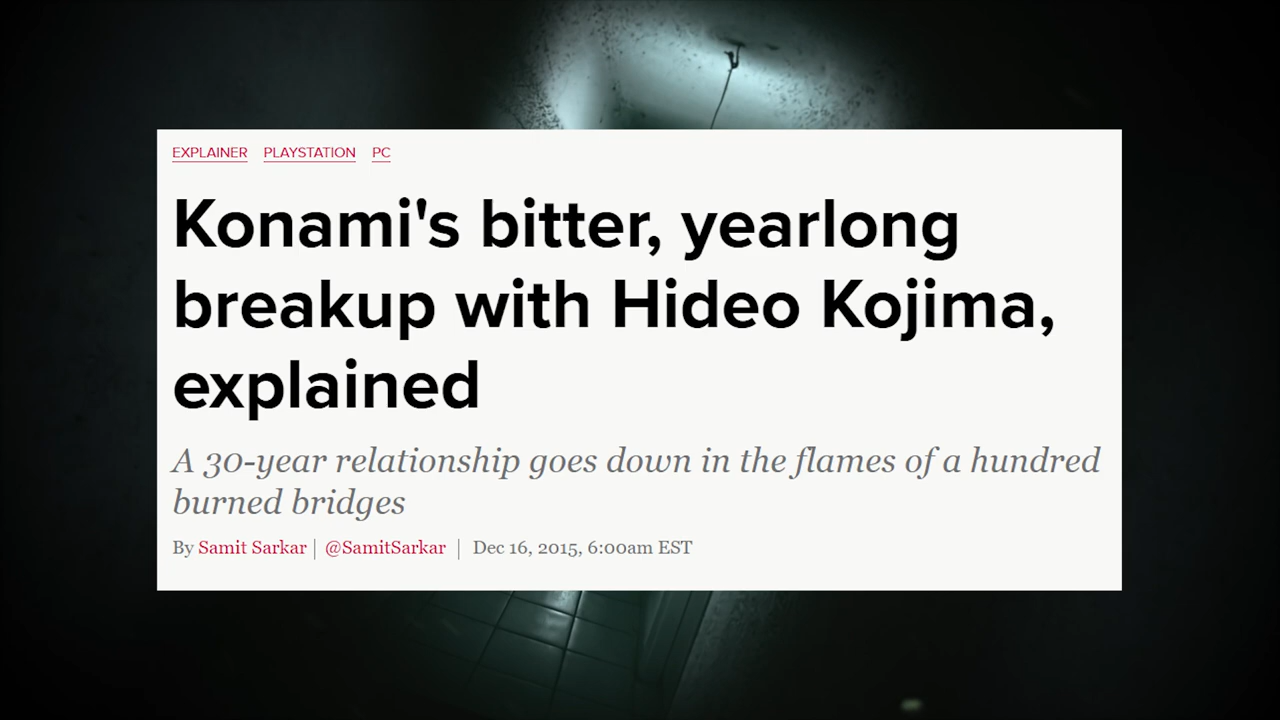 EXPLAINER PLAYSTATION PC
Konami's bitter, yearlong
breakup with Hideo Kojima,
explained
A 30-year relationship goes down in the flames of a hundred
burned bridges
By Samit Sarkar | @SamitSarkar | Dec 16, 2015, 6:00am EST